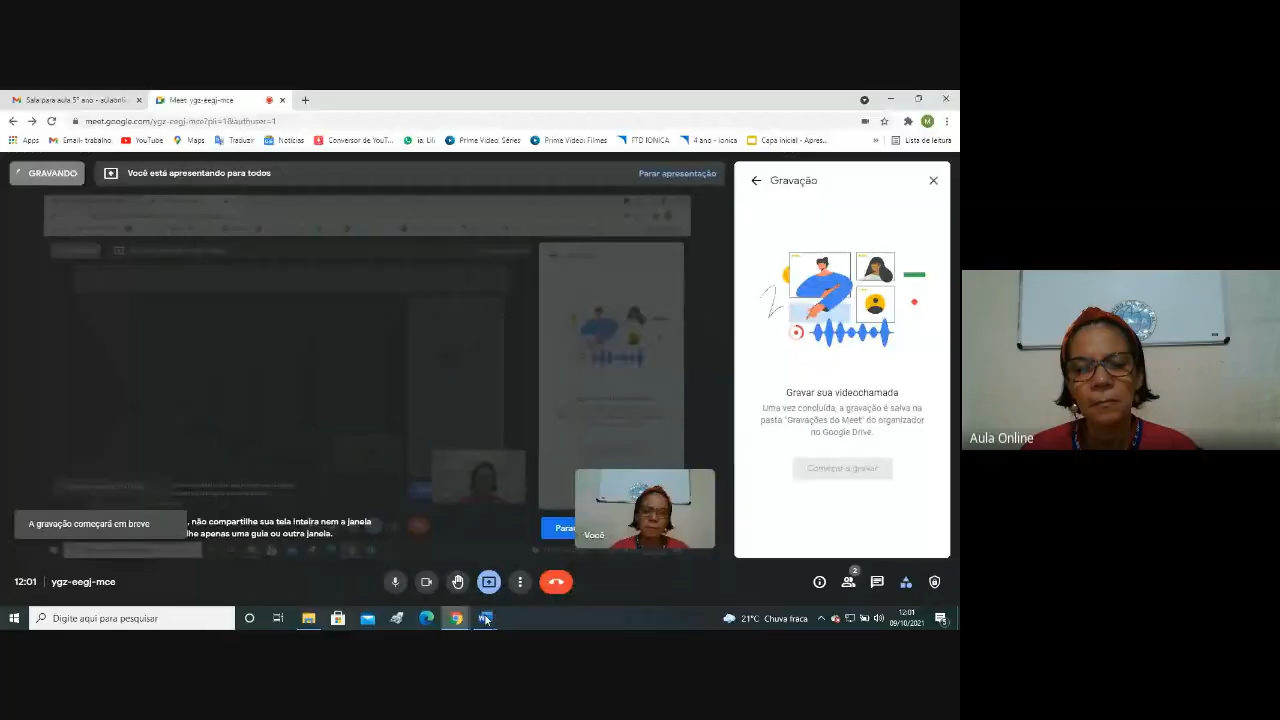 Sala para aula 5º ano - aulaonli
Meet: ygz-eegj-mce
meet.google.com/ygz-eegj-mce?pli=1&authuser=1
Apps
Email- trabalho
YouTube
Maps
Traduzir
Notícias
Conversor de YouT...
ia, Lili
Prime Video: Séries
Prime Video: Filmes
FTD IONICA
4 ano - ionica
Capa inicial - Apres...
»
Lista de leitura
GRAVANDO
Você está apresentando para todos
Parar apresentação
Gravação
Gravar sua videochamada
Uma vez concluída, a gravação é salva na
pasta "Gravações do Meet" do organizador
no Google Drive.
Começar a gravar
A gravação começará em breve
, não compartilhe sua tela inteira nem a janela
lhe apenas uma guia ou outra janela.
Para
Você
Aula Online
12:01 | ygz-eegj-mce
2
Digite aqui para pesquisar
21°C Chuva fraca
12:01
09/10/2021